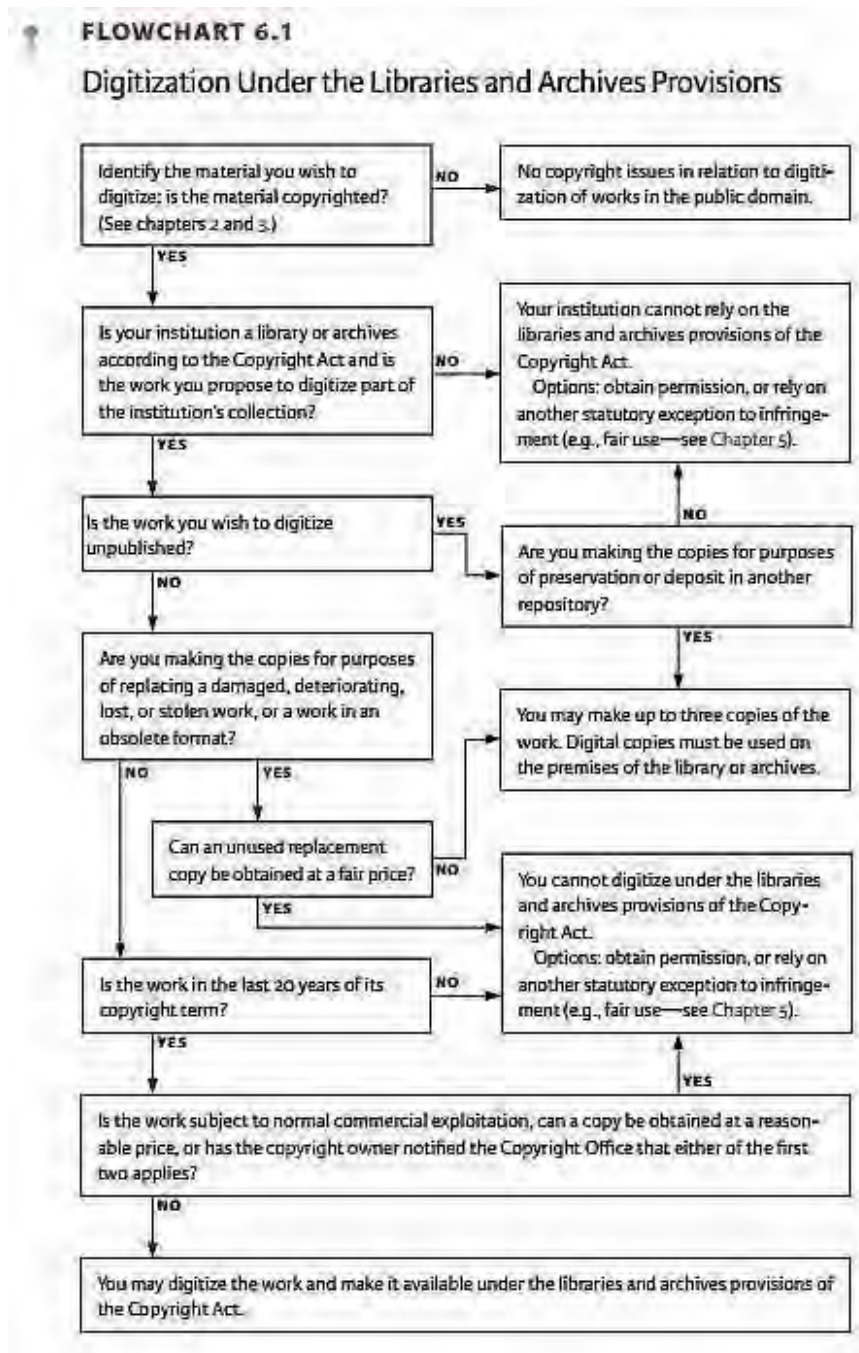 FLOWCHART 6.1
Digitization Under the Libraries and Archives Provisions
Identify the material you wish to
digitize: is the material copyrighted?
(See chapters 2 and 3.)
NO
No copyright issues in relation to digiti-
zation of works in the public domain.
YES
Is your institution a library or archives
according to the Copyright Act and is
the work you propose to digitize part of
the institution's collection?
NO
Your institution cannot rely on the
libraries and archives provisions of the
Copyright Act.
Options: obtain permission, or rely on
another statutory exception to infringe-
ment (e.g., fair use—see Chapter 5).
YES
Is the work you wish to digitize
unpublished?
YES
NO
Are you making the copies for purposes
of preservation or deposit in another
repository?
NO
YES
Are you making the copies for purposes
of replacing a damaged, deteriorating,
lost, or stolen work, or a work in an
obsolete format?
You may make up to three copies of the
work. Digital copies must be used on
the premises of the library or archives.
NO
YES
Can an unused replacement
copy be obtained at a fair price?
NO
YES
You cannot digitize under the libraries
and archives provisions of the Copy-
right Act.
Options: obtain permission, or rely on
another statutory exception to infringe-
ment (e.g., fair use—see Chapter 5).
Is the work in the last 20 years of its
copyright term?
NO
YES
YES
Is the work subject to normal commercial exploitation, can a copy be obtained at a reason-
able price, or has the copyright owner notified the Copyright Office that either of the first
two applies?
NO
You may digitize the work and make it available under the libraries and archives provisions of
the Copyright Act.